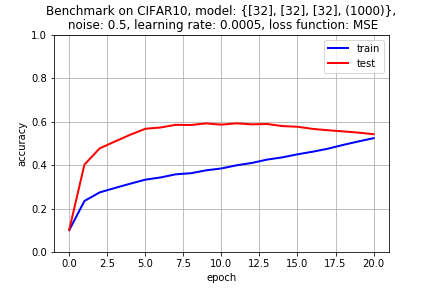 Benchmark on CIFAR10, model: {[32], [32], [32], (1000)},
noise: 0.5, learning rate: 0.0005, loss function: MSE
1.0
0.8
0.6
0.4
0.2
0.0
accuracy
train
test
0.0 2.5 5.0 7.5 10.0 12.5 15.0 17.5 20.0
epoch